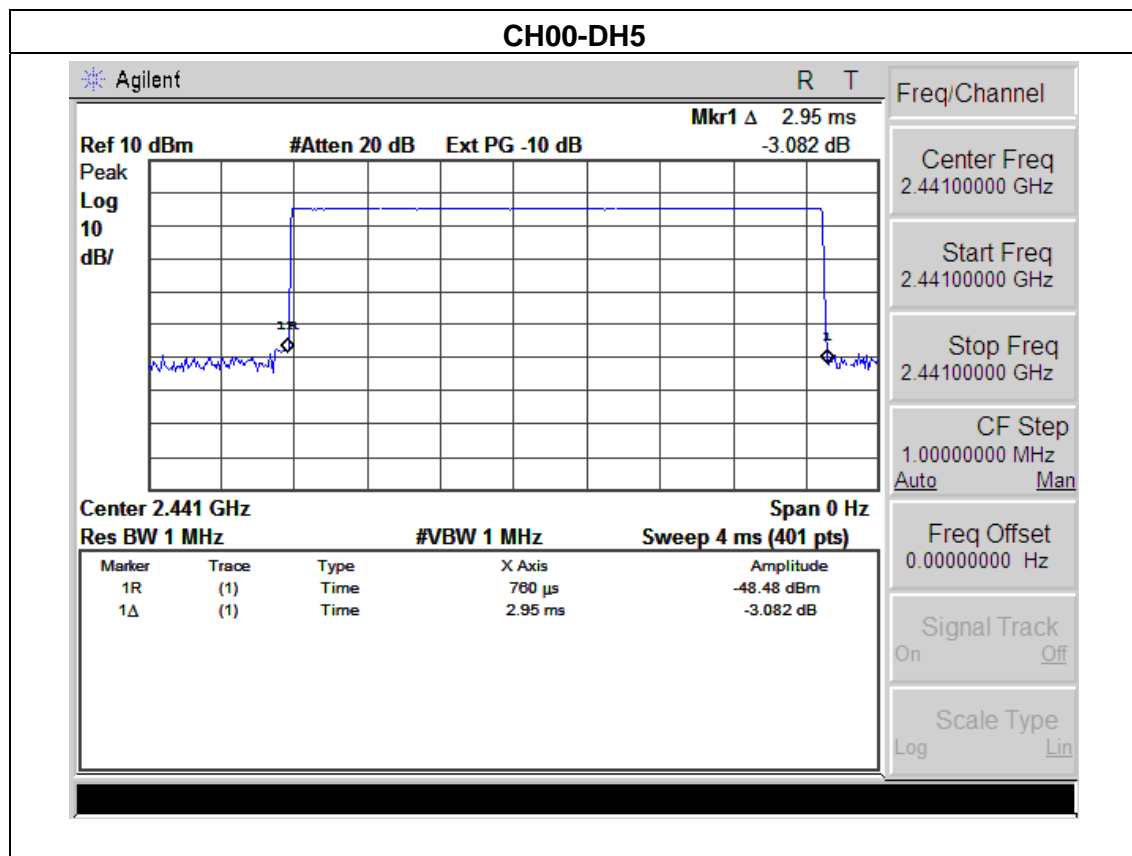 CH00-DH5
Agilent R T
Mkr1 Δ 2.95 ms
Ref 10 dBm #Atten 20 dB Ext PG -10 dB -3.082 dB
Peak
Log
10
dB/
1R
1
Center 2.441 GHz Span 0 Hz
Res BW 1 MHz #VBW 1 MHz Sweep 4 ms (401 pts)
Marker Trace Type X Axis Amplitude
1R (1) Time 760 µs -48.48 dBm
1Δ (1) Time 2.95 ms -3.082 dB
Freq/Channel
Center Freq
2.44100000 GHz
Start Freq
2.44100000 GHz
Stop Freq
2.44100000 GHz
CF Step
1.00000000 MHz
Auto Man
Freq Offset
0.00000000 Hz
Signal Track
On Off
Scale Type
Log Lin